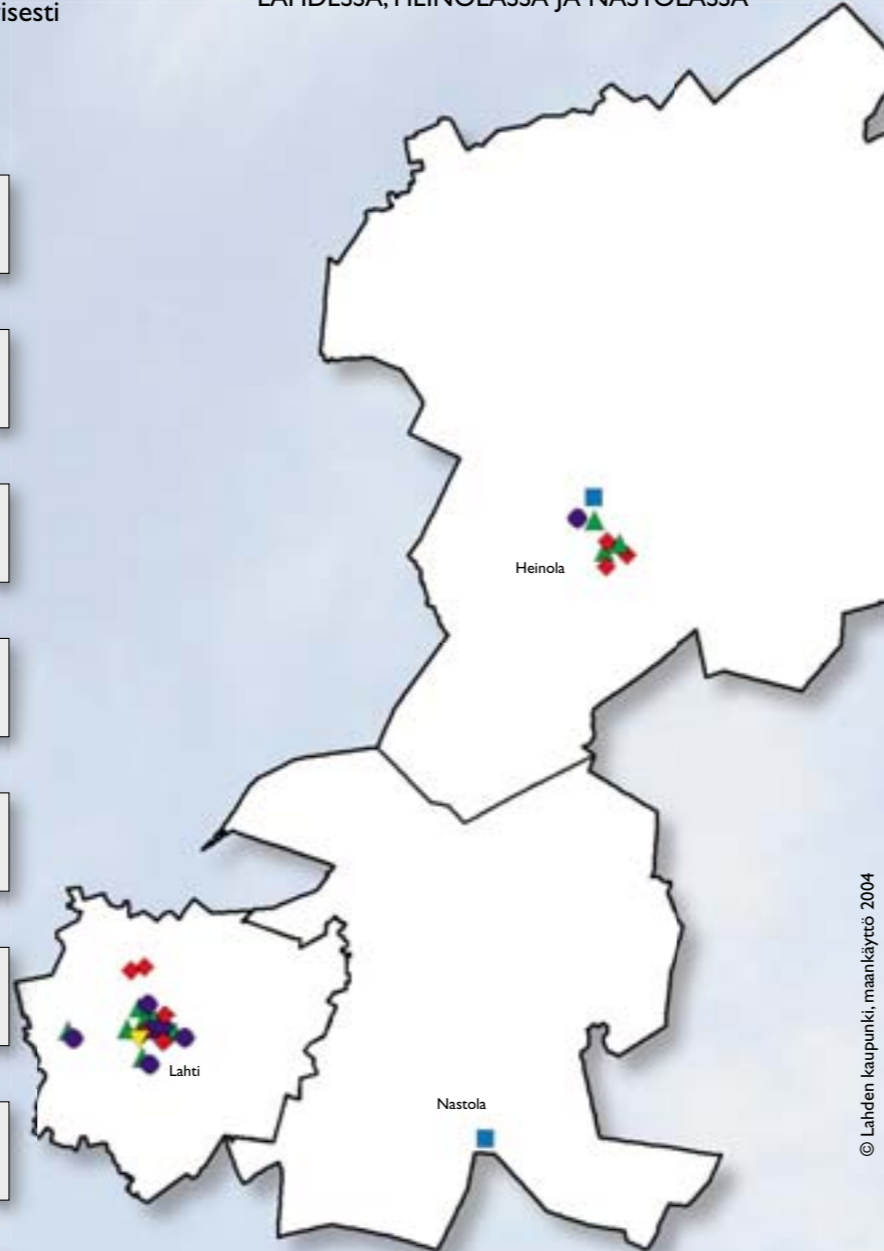 isesti
LAHDESSA, HEINOLASSA JA NASTOLASSA
Heinola
Lahti
Nastola
© Lahden kaupunki, maankäyttö 2004